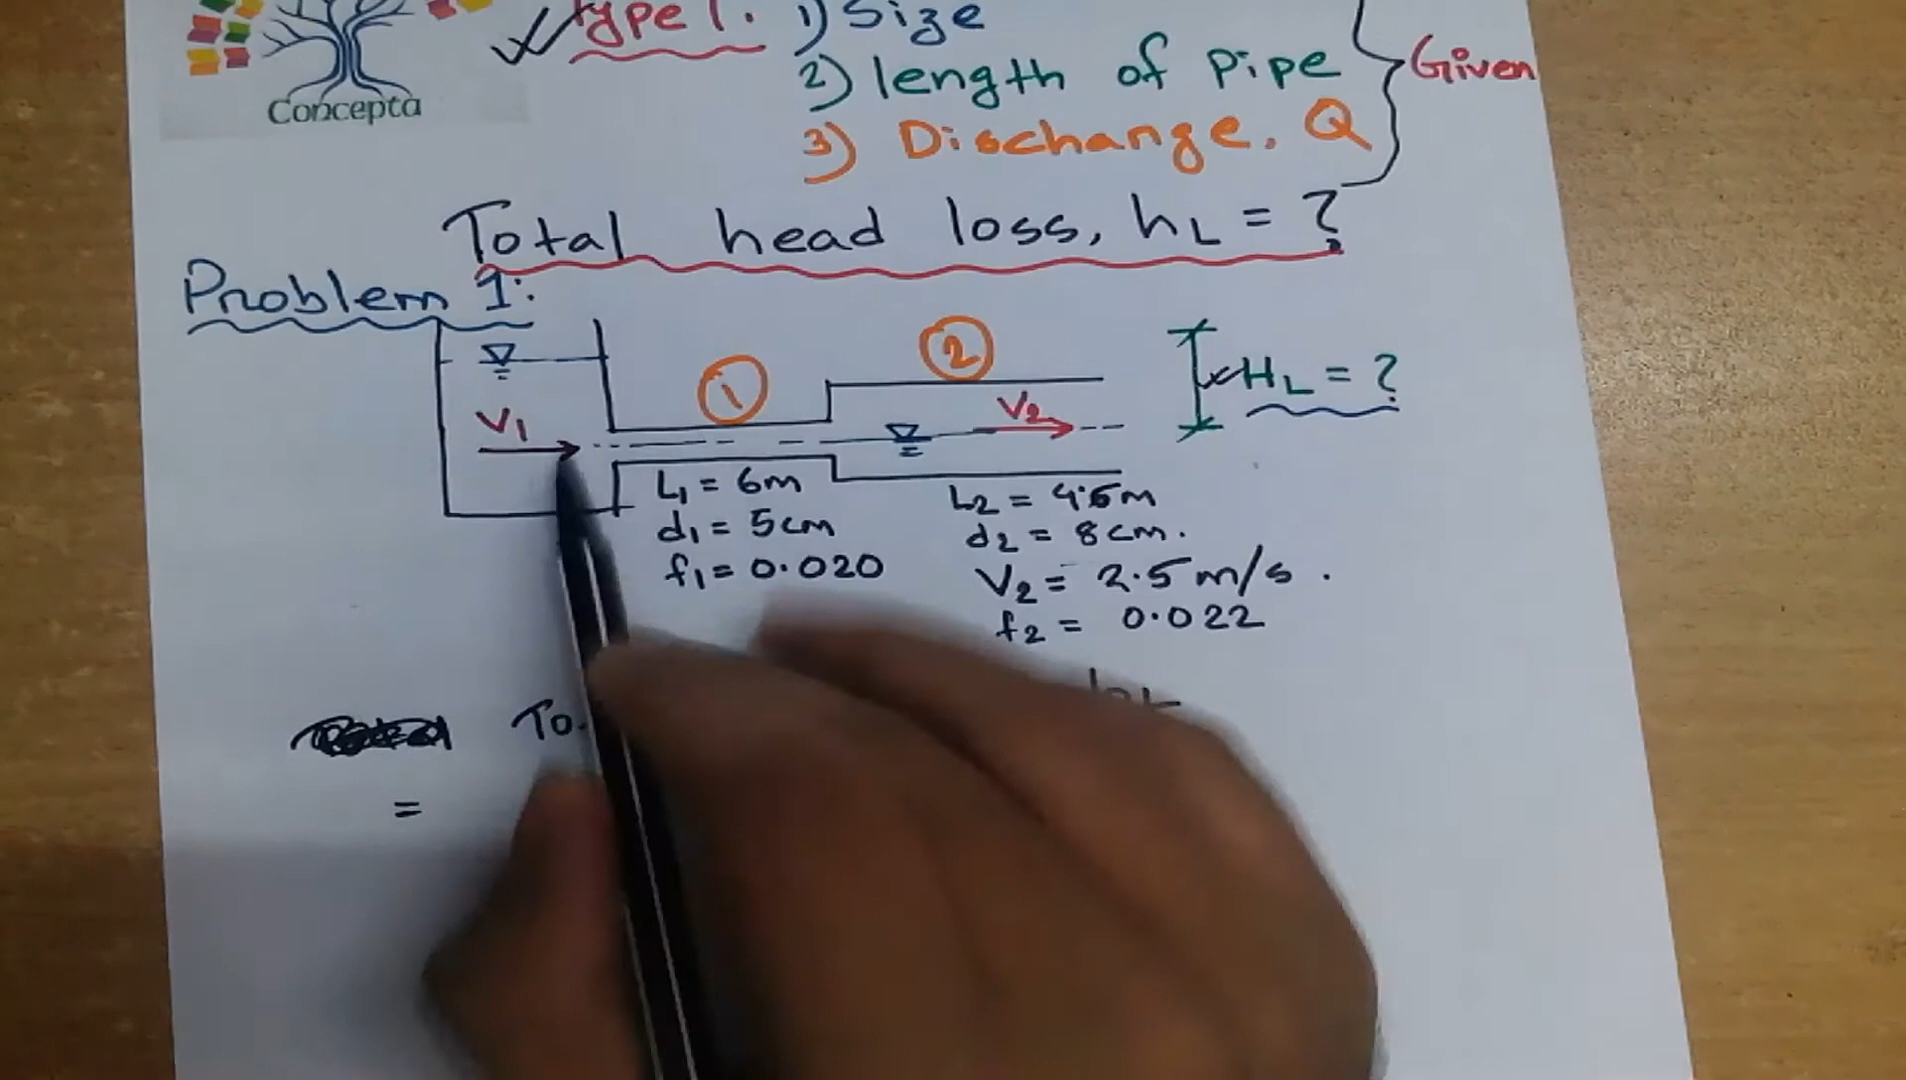 Type 1. 1) Size
2) length of pipe
3) Dischange. Q
Given
Concepta
Total head loss, hL = ?
Problem 1:
1
2
HL = ?
V1
V2
L1 = 6m
d1 = 5cm
f1 = 0.020
L2 = 4.5m
d2 = 8cm.
V2 = 2.5 m/s.
f2 = 0.022
=